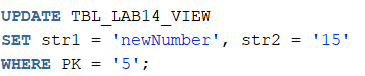 UPDATE TBL_LAB14_VIEW
SET str1 = 'newNumber', str2 = '15'
WHERE PK = '5';